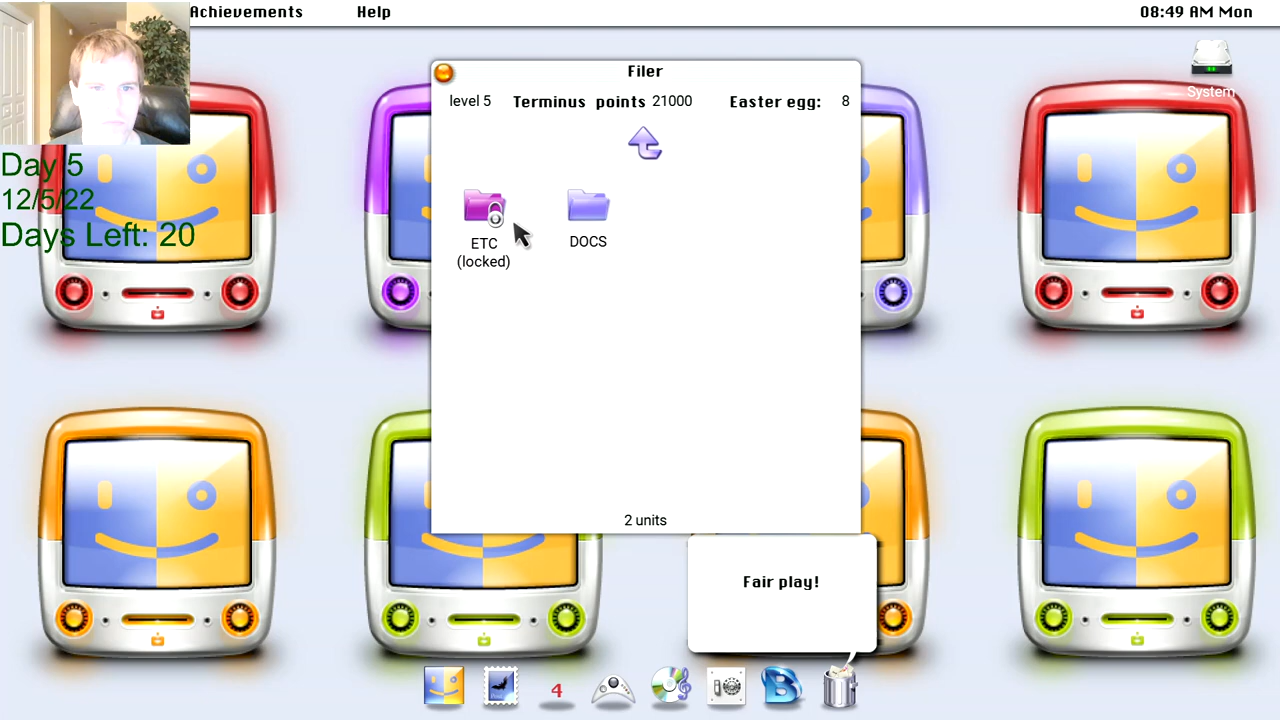 Achievements Help 08:49 AM Mon
System
Day 5
12/5/22
Days Left: 20
Filer
level 5 Terminus points 21000 Easter egg: 8
ETC
(locked)
DOCS
2 units
Fair play!
4
B